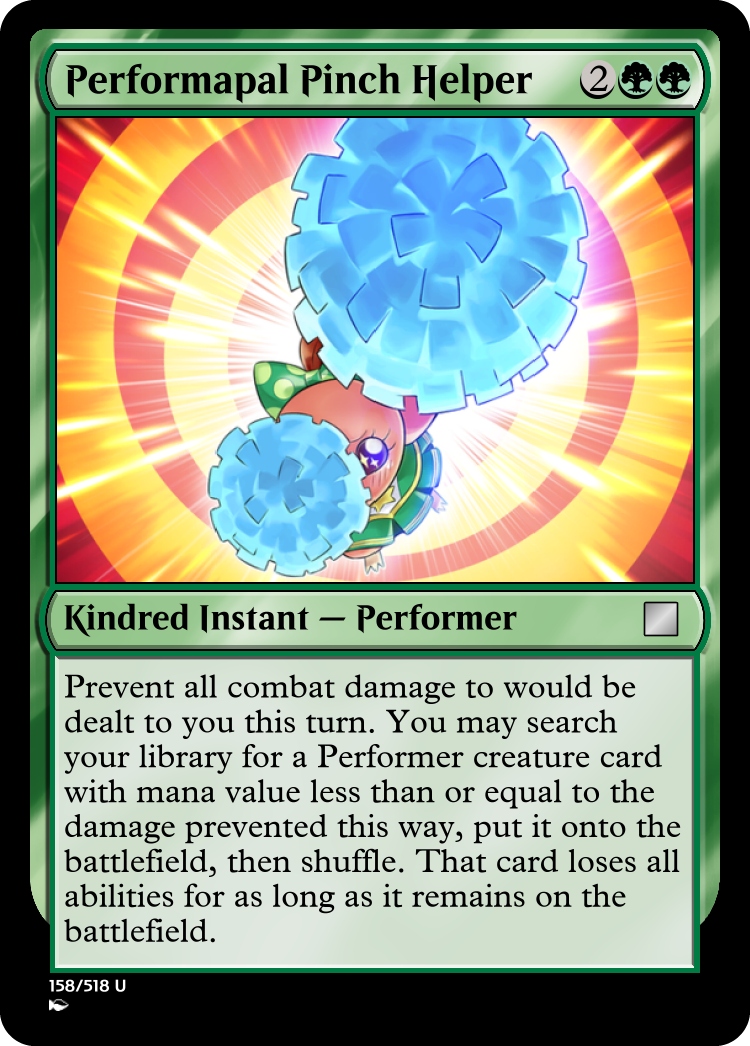 Performapal Pinch Helper 2
Kindred Instant — Performer
Prevent all combat damage to would be
dealt to you this turn. You may search
your library for a Performer creature card
with mana value less than or equal to the
damage prevented this way, put it onto the
battlefield, then shuffle. That card loses all
abilities for as long as it remains on the
battlefield.
158/518 U